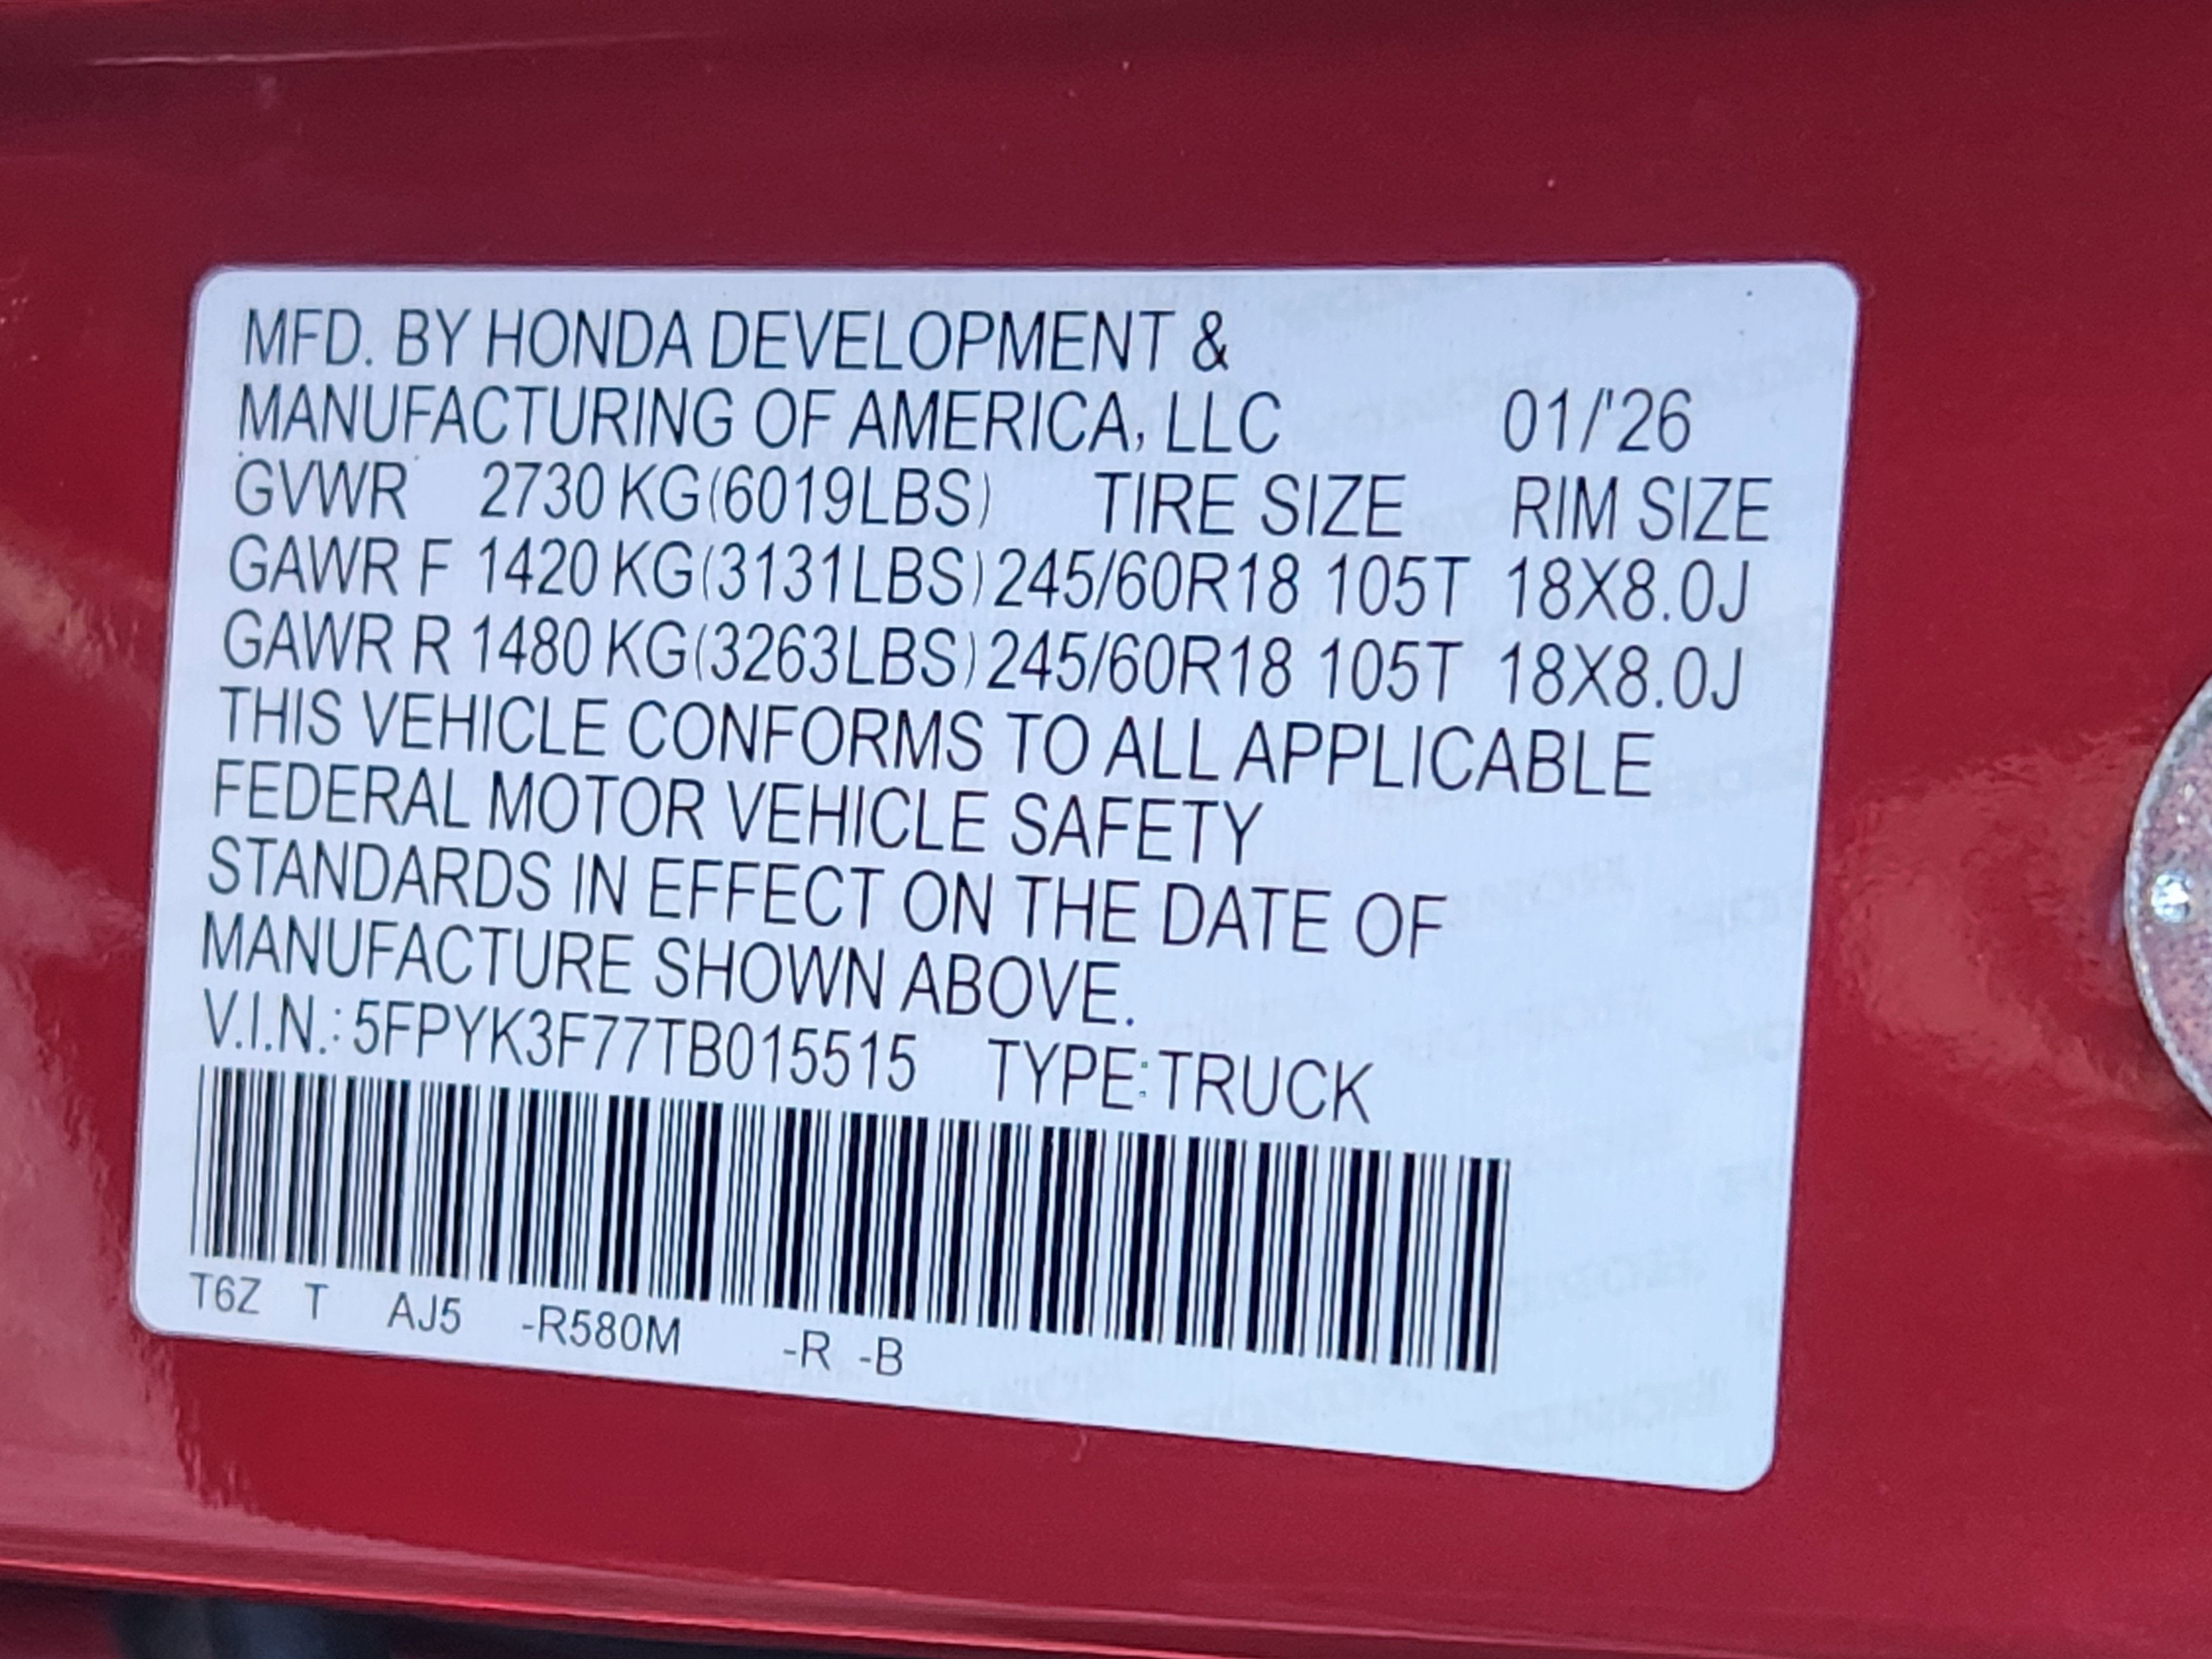 MFD. BY HONDA DEVELOPMENT &
MANUFACTURING OF AMERICA, LLC 01/'26
GVWR 2730 KG(6019LBS) TIRE SIZE RIM SIZE
GAWR F 1420 KG(3131LBS) 245/60R18 105T 18X8.0J
GAWR R 1480 KG(3263LBS) 245/60R18 105T 18X8.0J
THIS VEHICLE CONFORMS TO ALL APPLICABLE
FEDERAL MOTOR VEHICLE SAFETY
STANDARDS IN EFFECT ON THE DATE OF
MANUFACTURE SHOWN ABOVE.
V.I.N.: 5FPYK3F77TB015515 TYPE:TRUCK
T6Z T AJ5 -R580M -R -B